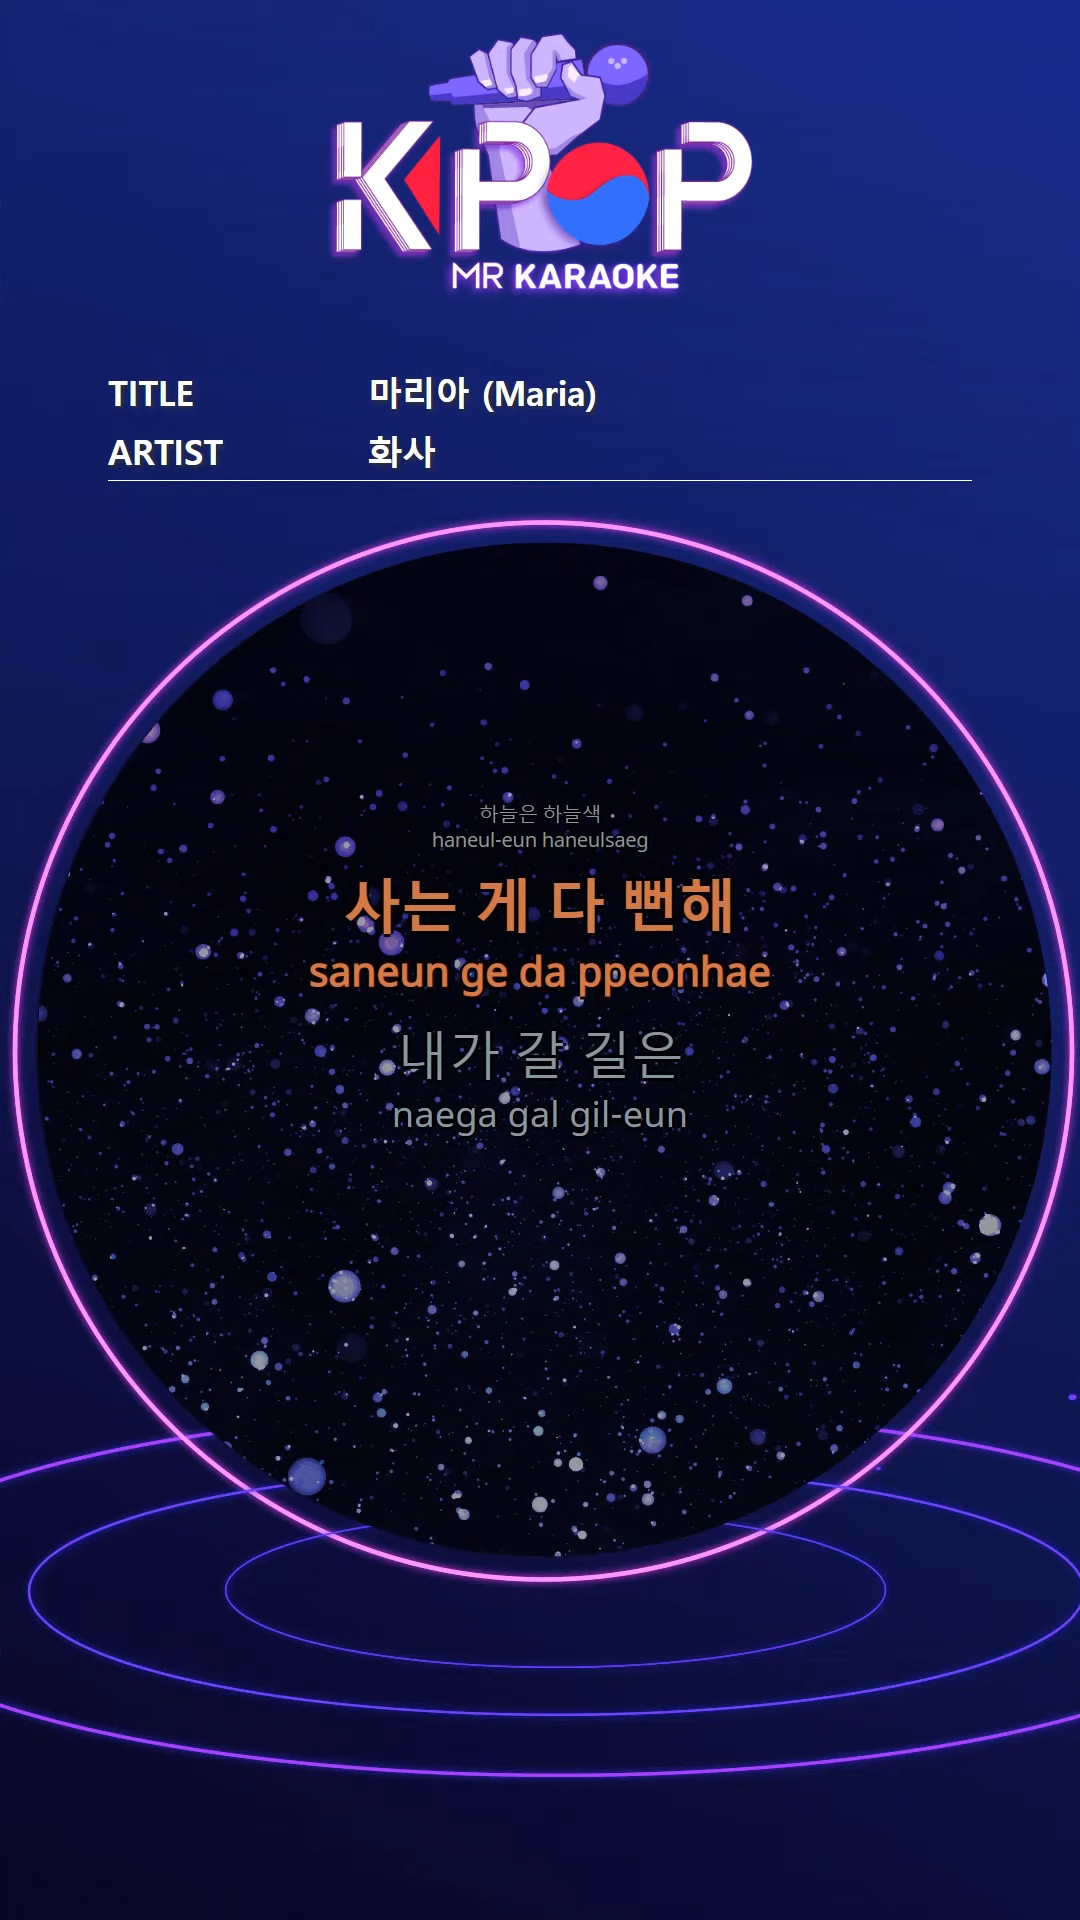 KPOP
MR KARAOKE
TITLE 마리아 (Maria)
ARTIST 화사
하늘은 하늘색
haneul-eun haneulsaeg
사는 게 다 뻔해
saneun ge da ppeonhae
내가 갈 길은
naega gal gil-eun